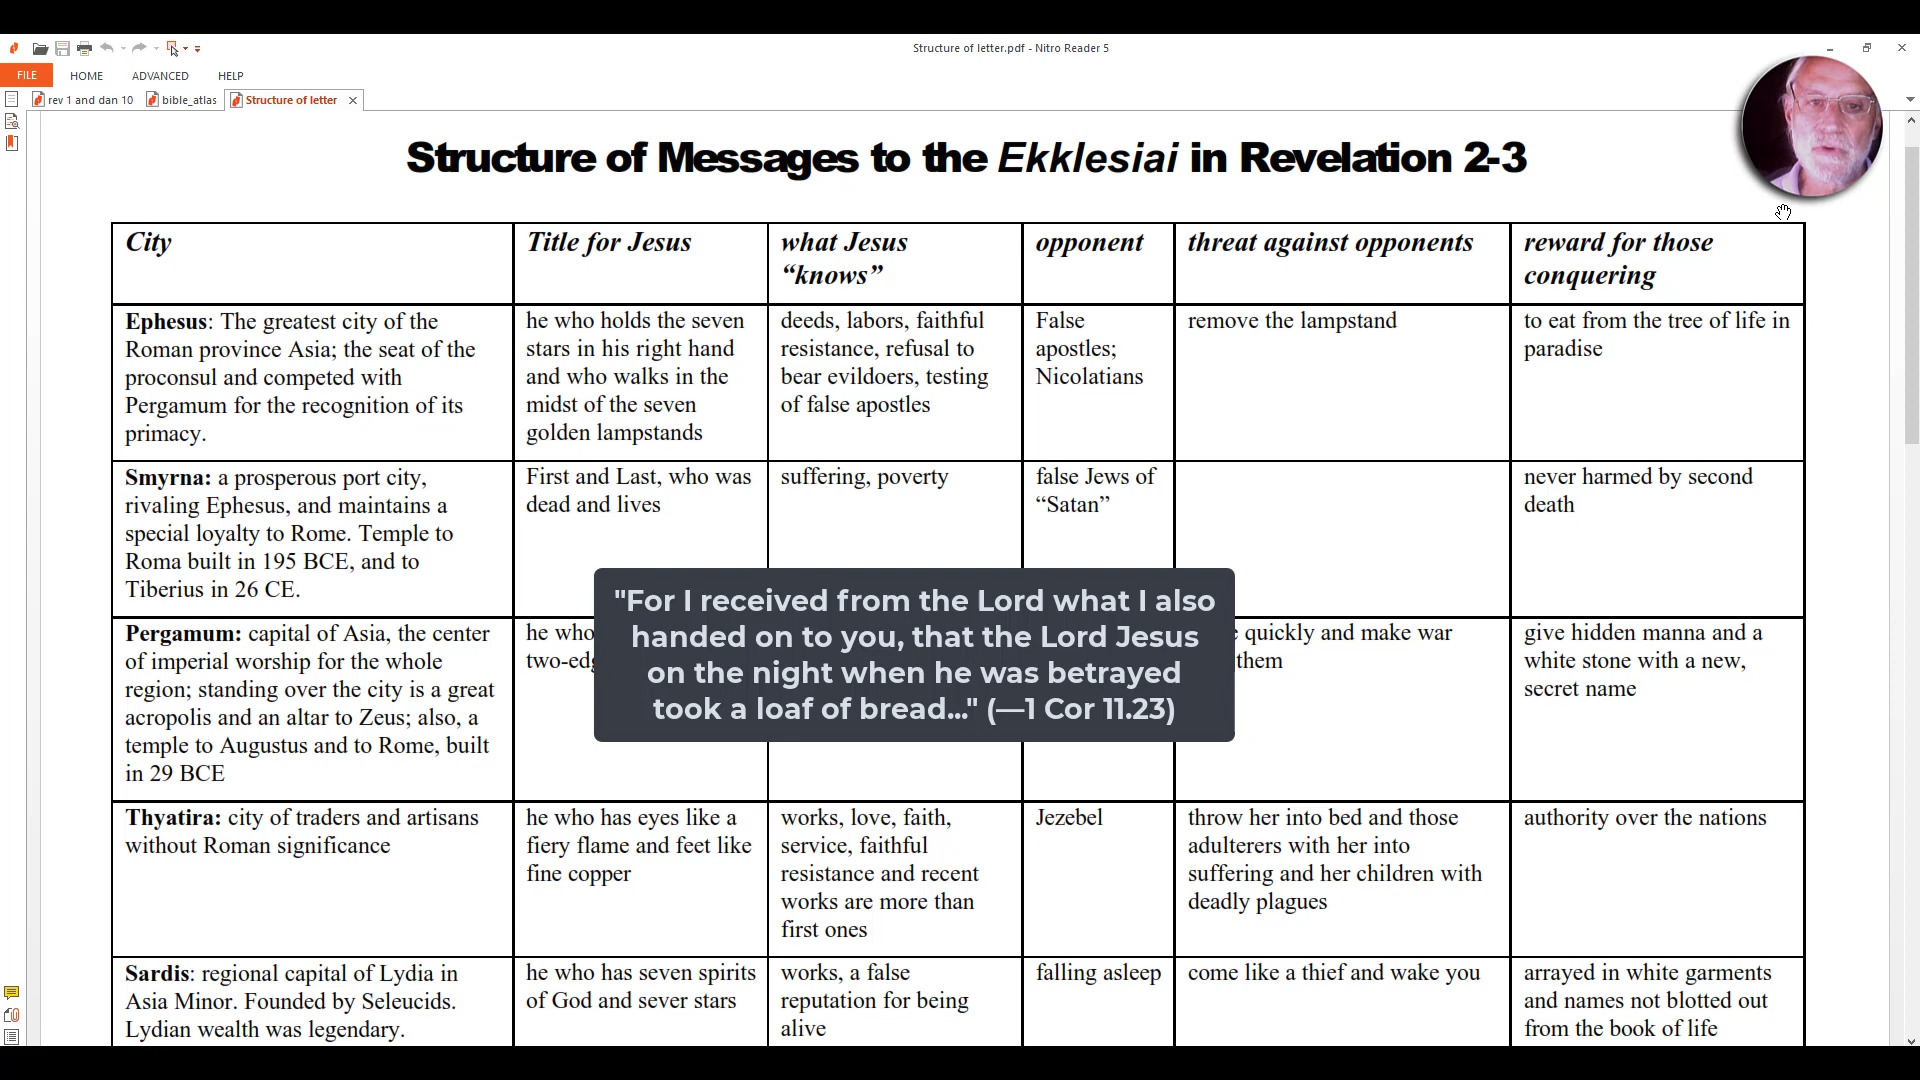 Structure of letter.pdf - Nitro Reader 5
FILE HOME ADVANCED HELP
rev 1 and dan 10 bible_atlas Structure of letter
Structure of Messages to the Ekklesiai in Revelation 2-3
City
Title for Jesus
what Jesus
“knows”
opponent
threat against opponents
reward for those
conquering
Ephesus: The greatest city of the
Roman province Asia; the seat of the
proconsul and competed with
Pergamum for the recognition of its
primacy.
he who holds the seven
stars in his right hand
and who walks in the
midst of the seven
golden lampstands
deeds, labors, faithful
resistance, refusal to
bear evildoers, testing
of false apostles
False
apostles;
Nicolatians
remove the lampstand
to eat from the tree of life in
paradise
Smyrna: a prosperous port city,
rivaling Ephesus, and maintains a
special loyalty to Rome. Temple to
Roma built in 195 BCE, and to
Tiberius in 26 CE.
First and Last, who was
dead and lives
suffering, poverty
false Jews of
“Satan”
never harmed by second
death
Pergamum: capital of Asia, the center
of imperial worship for the whole
region; standing over the city is a great
acropolis and an altar to Zeus; also, a
temple to Augustus and to Rome, built
in 29 BCE
he who
quickly and make war
them
give hidden manna and a
white stone with a new,
secret name
"For I received from the Lord what I also
handed on to you, that the Lord Jesus
on the night when he was betrayed
took a loaf of bread..." (—1 Cor 11.23)
Thyatira: city of traders and artisans
without Roman significance
he who has eyes like a
fiery flame and feet like
fine copper
works, love, faith,
service, faithful
resistance and recent
works are more than
first ones
Jezebel
throw her into bed and those
adulterers with her into
suffering and her children with
deadly plagues
authority over the nations
Sardis: regional capital of Lydia in
Asia Minor. Founded by Seleucids.
Lydian wealth was legendary.
he who has seven spirits
of God and sever stars
works, a false
reputation for being
alive
falling asleep
come like a thief and wake you
arrayed in white garments
and names not blotted out
from the book of life